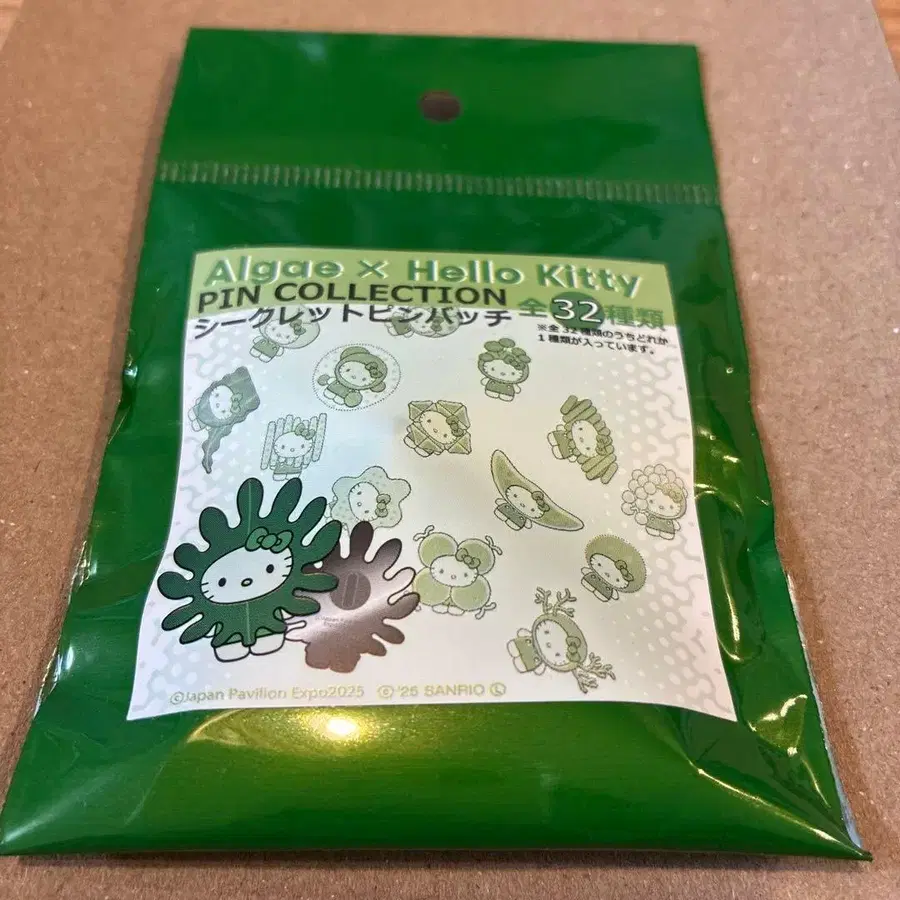 Algae × Hello Kitty
PIN COLLECTION
シークレットピンバッチ
全32種類
※全32種類のうちどれか
1種類が入っています。
©Japan Pavilion Expo2025 © '25 SANRIO Ⓛ